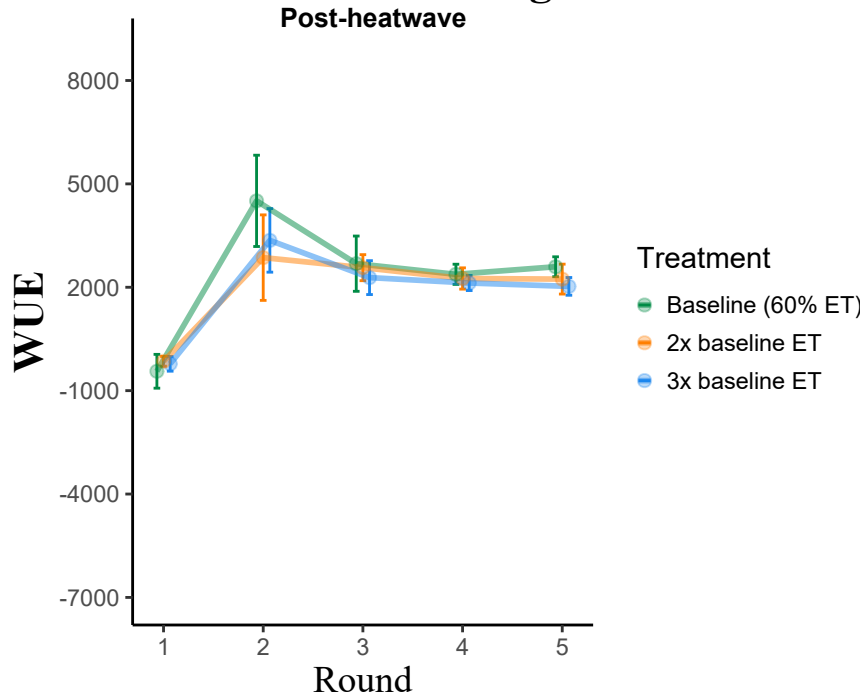 Post-heatwave
8000
5000
2000
-1000
-4000
-7000
WUE
1
2
3
4
5
Round
Treatment
Baseline (60% ET)
2x baseline ET
3x baseline ET